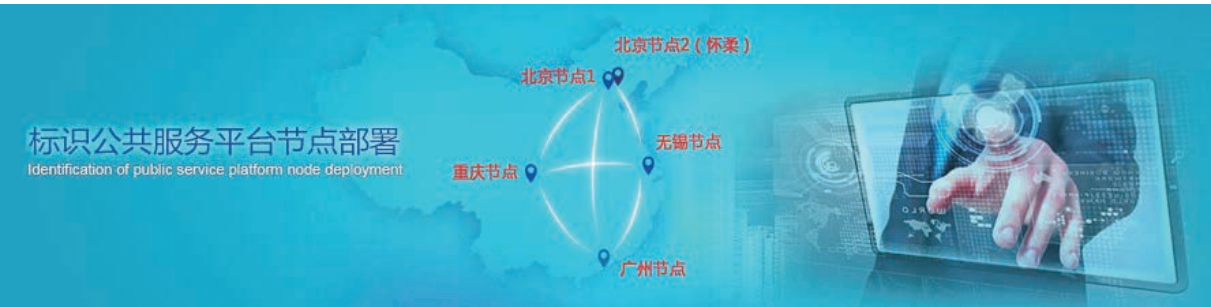 北京节点2（怀柔）
北京节点1
标识公共服务平台节点部署
Identification of public service platform node deployment
无锡节点
重庆节点
广州节点